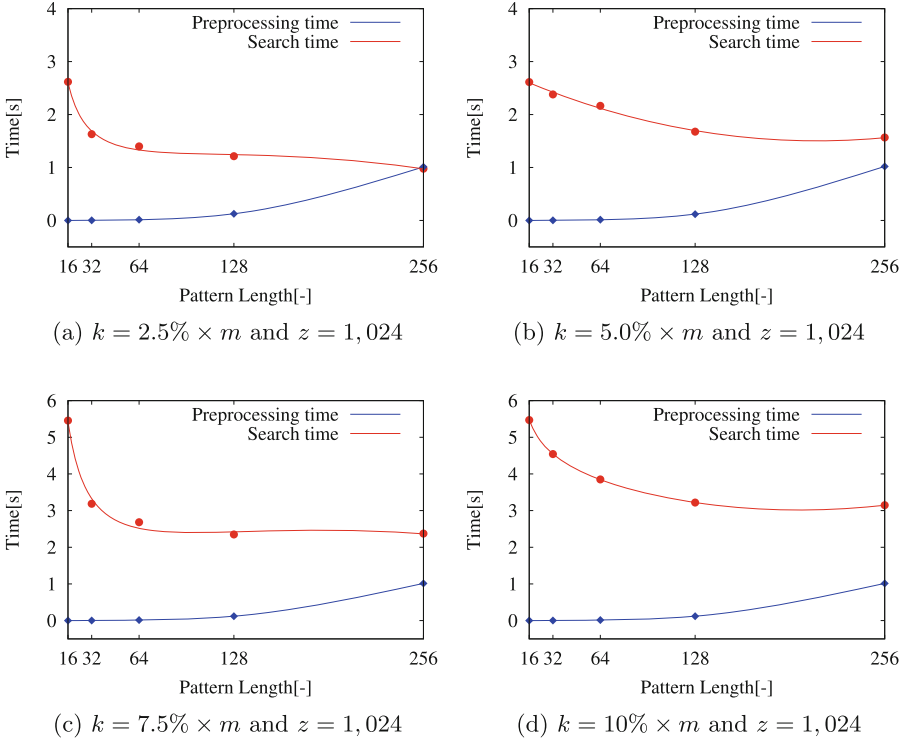 4
3
2
1
0
Time[s]
Preprocessing time
Search time
16 32 64 128 256
Pattern Length[-]
(a) k = 2.5% × m and z = 1, 024
4
3
2
1
0
Time[s]
Preprocessing time
Search time
16 32 64 128 256
Pattern Length[-]
(b) k = 5.0% × m and z = 1, 024
6
5
4
3
2
1
0
Time[s]
Preprocessing time
Search time
16 32 64 128 256
Pattern Length[-]
(c) k = 7.5% × m and z = 1, 024
6
5
4
3
2
1
0
Time[s]
Preprocessing time
Search time
16 32 64 128 256
Pattern Length[-]
(d) k = 10% × m and z = 1, 024